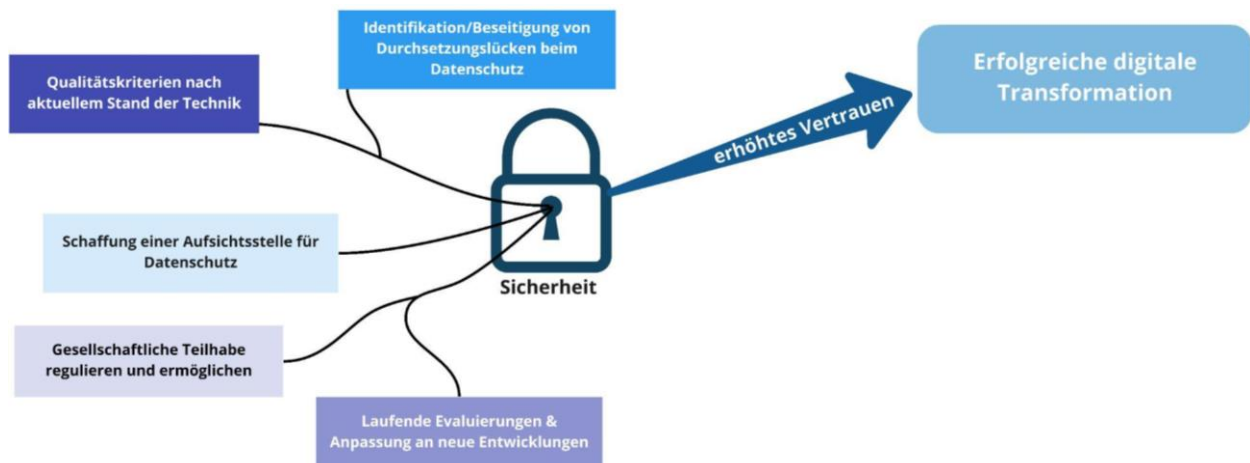 Identifikation/Beseitigung von
Durchsetzungslücken beim
Datenschutz
Qualitätskriterien nach
aktuellem Stand der Technik
Erfolgreiche digitale
Transformation
erhöhtes Vertrauen
Schaffung einer Aufsichtsstelle für
Datenschutz
Sicherheit
Gesellschaftliche Teilhabe
regulieren und ermöglichen
Laufende Evaluierungen &
Anpassung an neue Entwicklungen